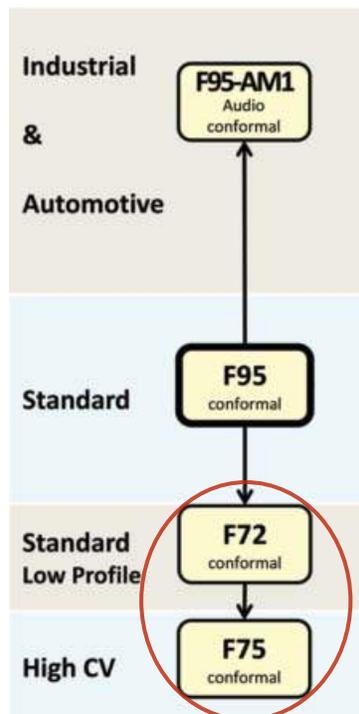 Industrial
&
Automotive
F95-AM1
Audio
conformal
Standard
F95
conformal
Standard
Low Profile
F72
conformal
High CV
F75
conformal